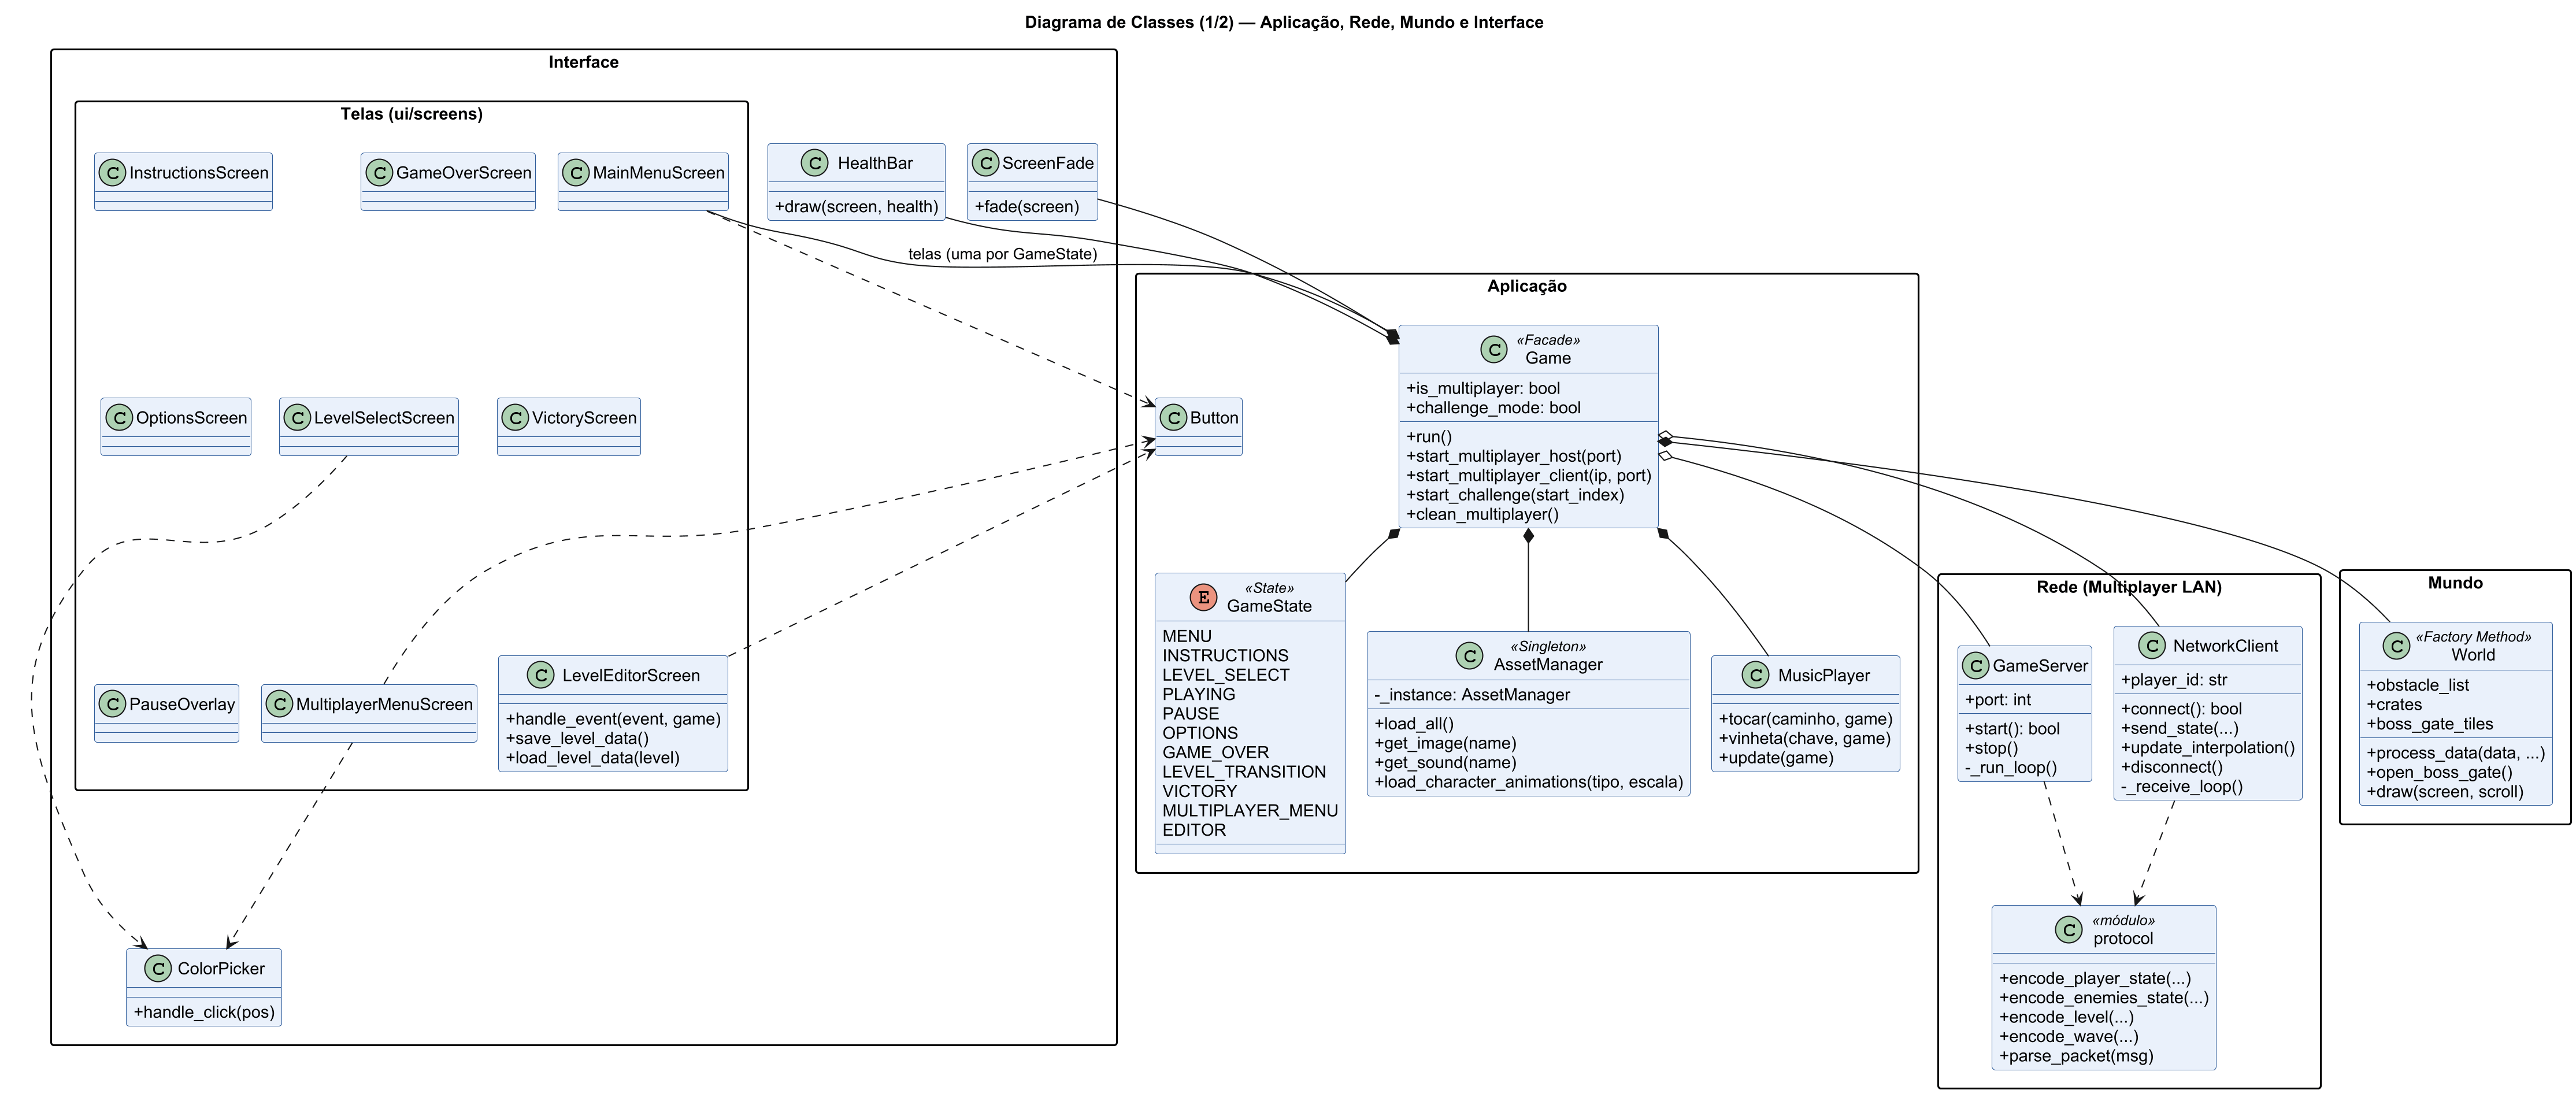 Diagrama de Classes (1/2) — Aplicação, Rede, Mundo e Interface
Interface
Telas (ui/screens)
C InstructionsScreen
C GameOverScreen
C MainMenuScreen
C HealthBar
+draw(screen, health)
C ScreenFade
+fade(screen)
telas (uma por GameState)
C OptionsScreen
C LevelSelectScreen
C VictoryScreen
C PauseOverlay
C MultiplayerMenuScreen
C LevelEditorScreen
+handle_event(event, game)
+save_level_data()
+load_level_data(level)
C ColorPicker
+handle_click(pos)
Aplicação
C Button
C «Facade»
Game
+is_multiplayer: bool
+challenge_mode: bool
+run()
+start_multiplayer_host(port)
+start_multiplayer_client(ip, port)
+start_challenge(start_index)
+clean_multiplayer()
E «State»
GameState
MENU
INSTRUCTIONS
LEVEL_SELECT
PLAYING
PAUSE
OPTIONS
GAME_OVER
LEVEL_TRANSITION
VICTORY
MULTIPLAYER_MENU
EDITOR
C «Singleton»
AssetManager
-_instance: AssetManager
+load_all()
+get_image(name)
+get_sound(name)
+load_character_animations(tipo, escala)
C MusicPlayer
+tocar(caminho, game)
+vinheta(chave, game)
+update(game)
Rede (Multiplayer LAN)
C GameServer
+port: int
+start(): bool
+stop()
-_run_loop()
C NetworkClient
+player_id: str
+connect(): bool
+send_state(...)
+update_interpolation()
+disconnect()
-_receive_loop()
C «módulo»
protocol
+encode_player_state(...)
+encode_enemies_state(...)
+encode_level(...)
+encode_wave(...)
+parse_packet(msg)
Mundo
C «Factory Method»
World
+obstacle_list
+crates
+boss_gate_tiles
+process_data(data, ...)
+open_boss_gate()
+draw(screen, scroll)